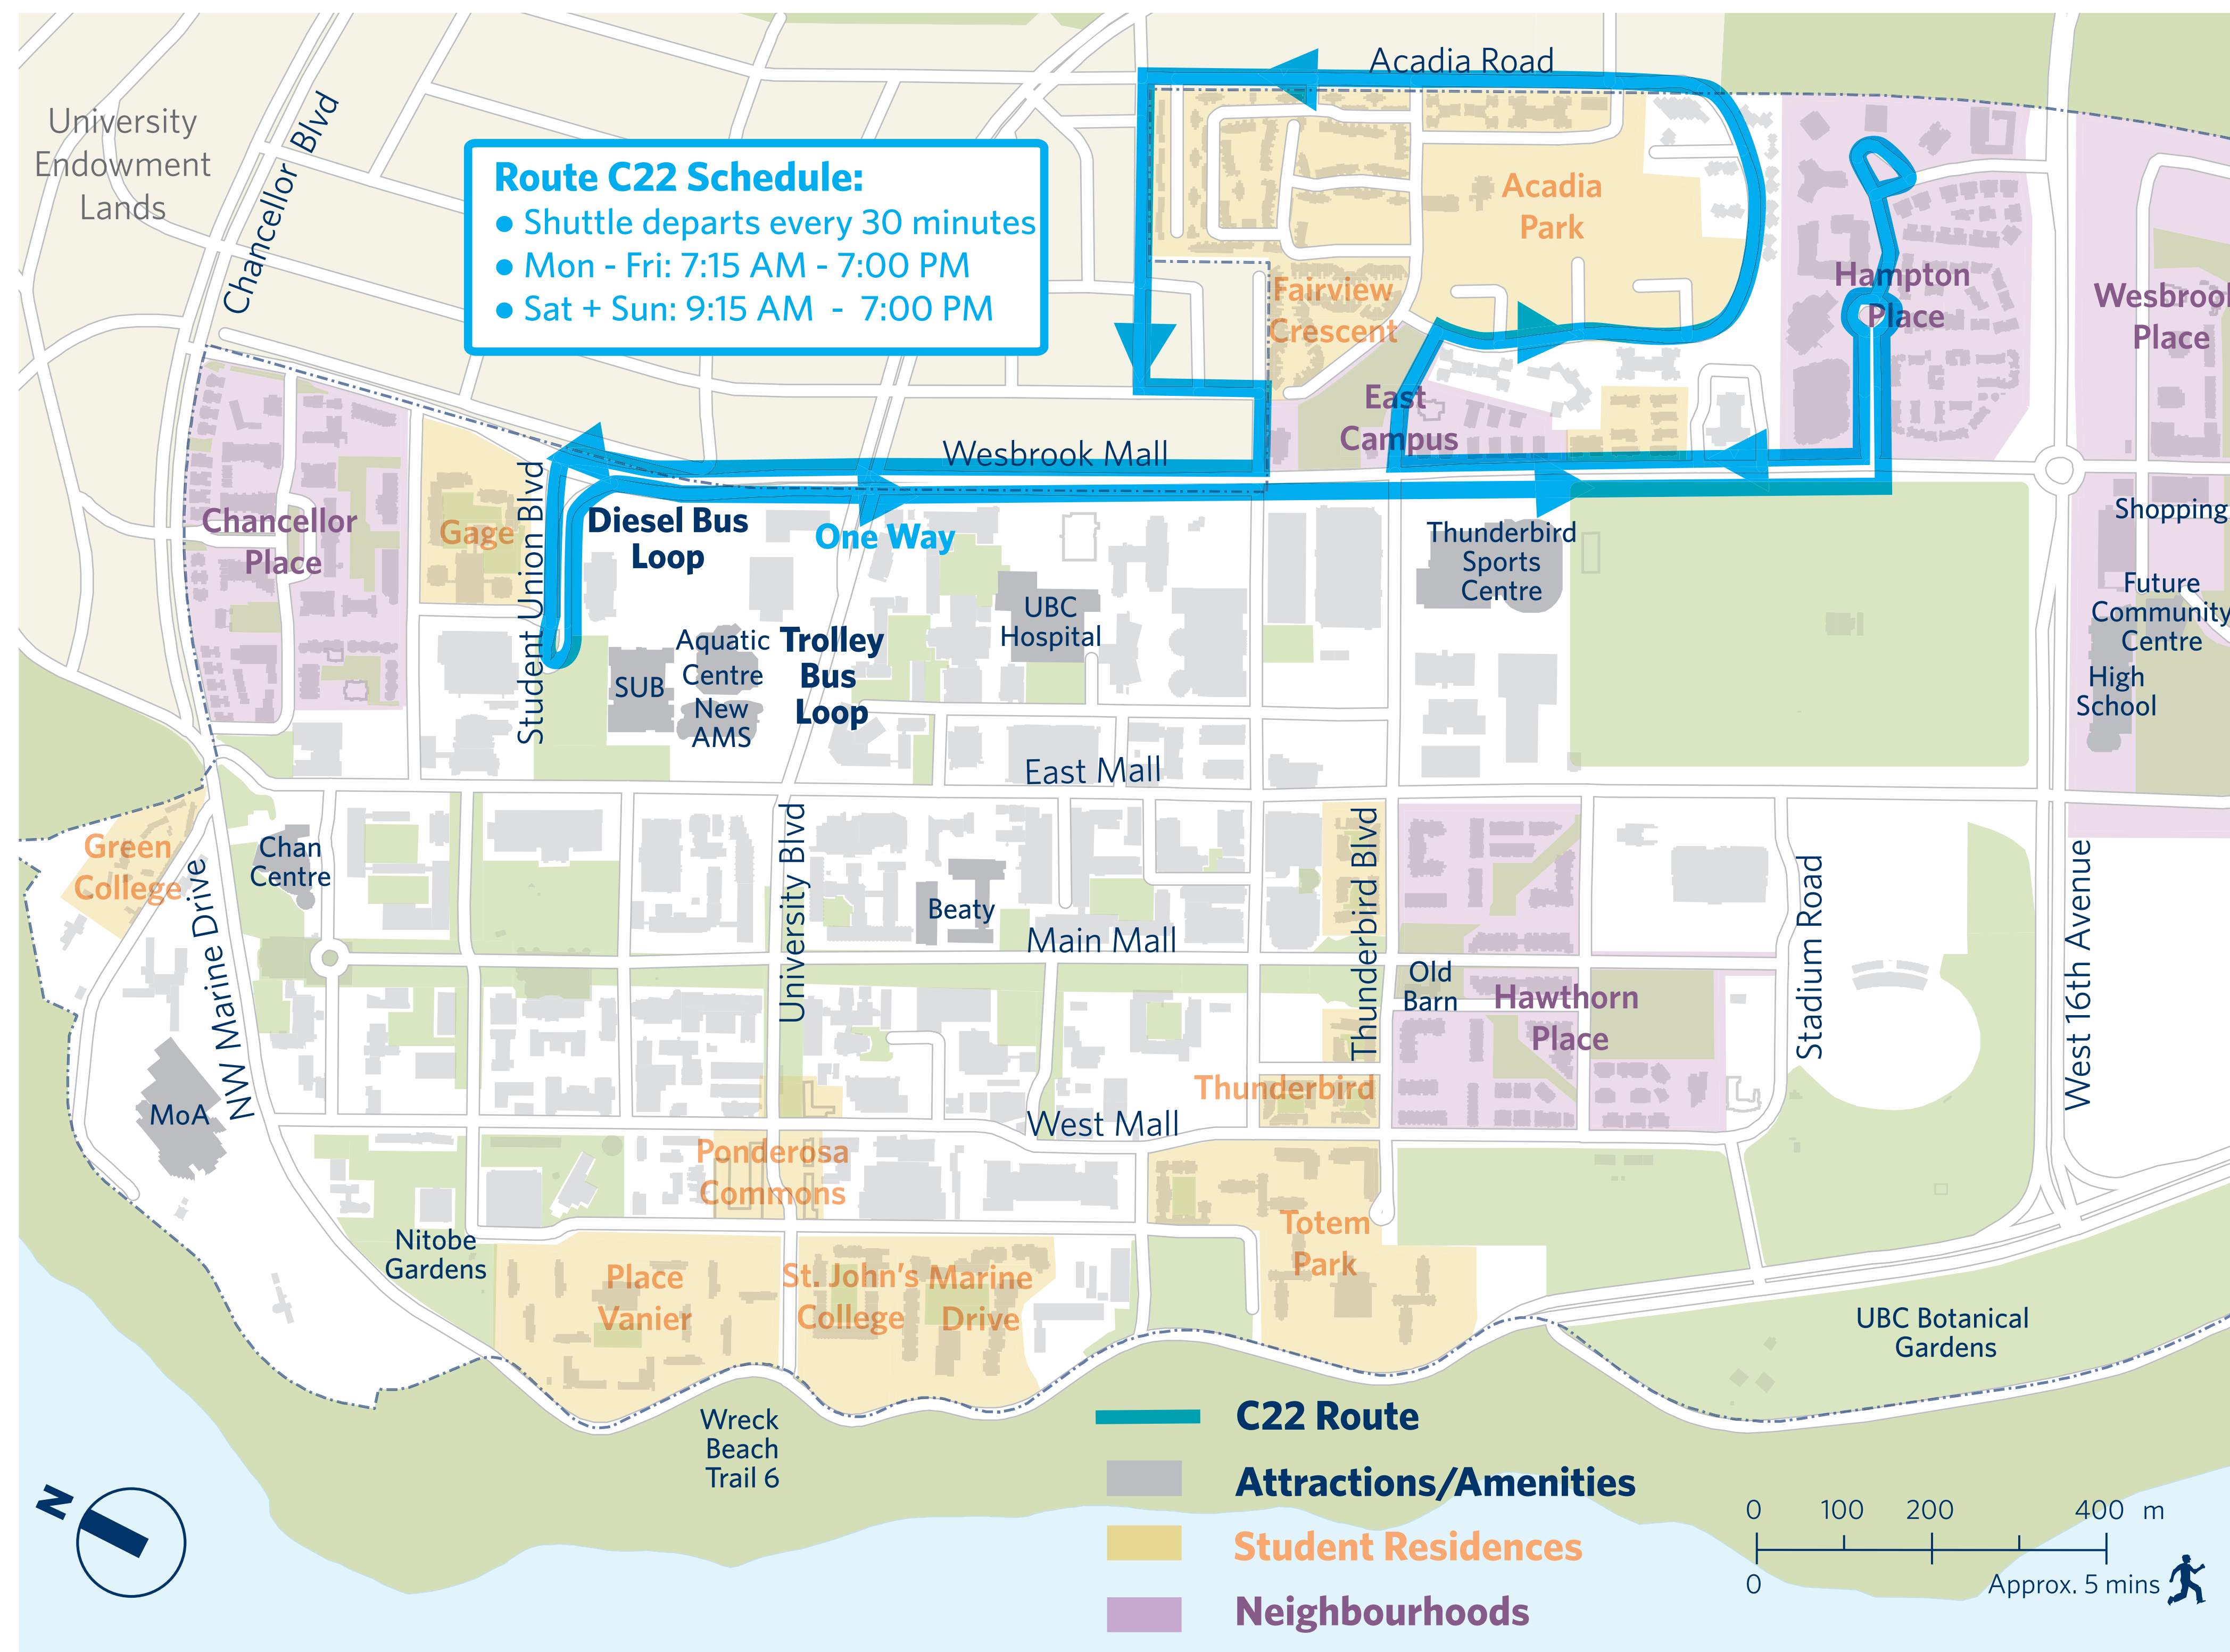 Acadia Road
University
Endowment
Lands
Chancellor Blvd
Route C22 Schedule:
● Shuttle departs every 30 minutes
● Mon - Fri: 7:15 AM - 7:00 PM
● Sat + Sun: 9:15 AM - 7:00 PM
Acadia
Park
Fairview
Crescent
Hampton
Place
Wesbrook
Place
East
Campus
Wesbrook Mall
Chancellor
Place
Gage
Student Union Blvd
Diesel Bus
Loop
One Way
Thunderbird
Sports
Centre
Shopping
Future
Community
Centre
High
School
UBC
Hospital
Aquatic
Centre
Trolley
Bus
Loop
SUB
New
AMS
East Mall
Green
College
Chan
Centre
NW Marine Drive
University Blvd
Beaty
Main Mall
Thunderbird Blvd
Old
Barn
Hawthorn
Place
Stadium Road
West 16th Avenue
MoA
Thunderbird
West Mall
Ponderosa
Commons
Nitobe
Gardens
Totem
Park
Place
Vanier
St. John's
College
Marine
Drive
UBC Botanical
Gardens
Wreck
Beach
Trail 6
C22 Route
Attractions/Amenities
Student Residences
Neighbourhoods
N
0 100 200 400 m
0 Approx. 5 mins